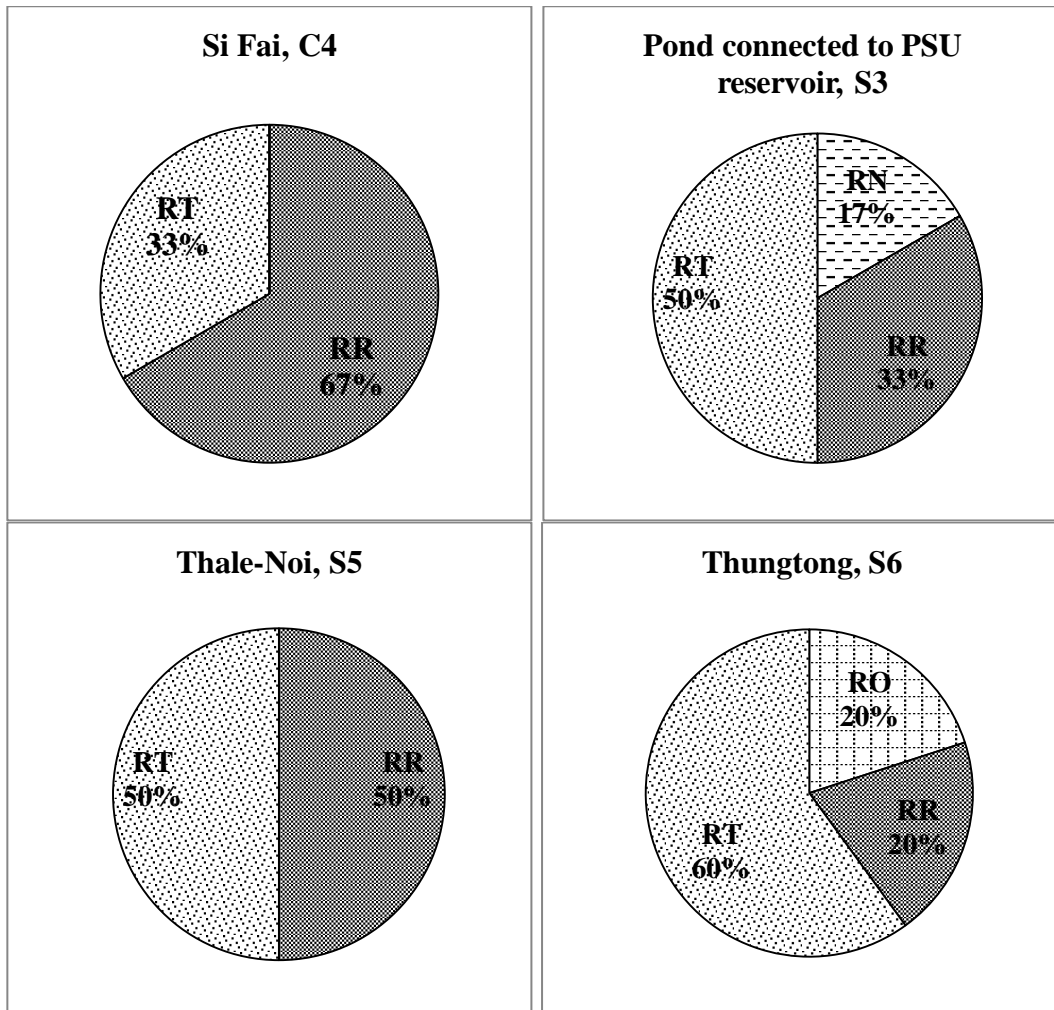 Si Fai, C4
RT
33%
RR
67%
Pond connected to PSU
reservoir, S3
RN
17%
RT
50%
RR
33%
Thale-Noi, S5
RT
50%
RR
50%
Thungtong, S6
RO
20%
RR
20%
RT
60%